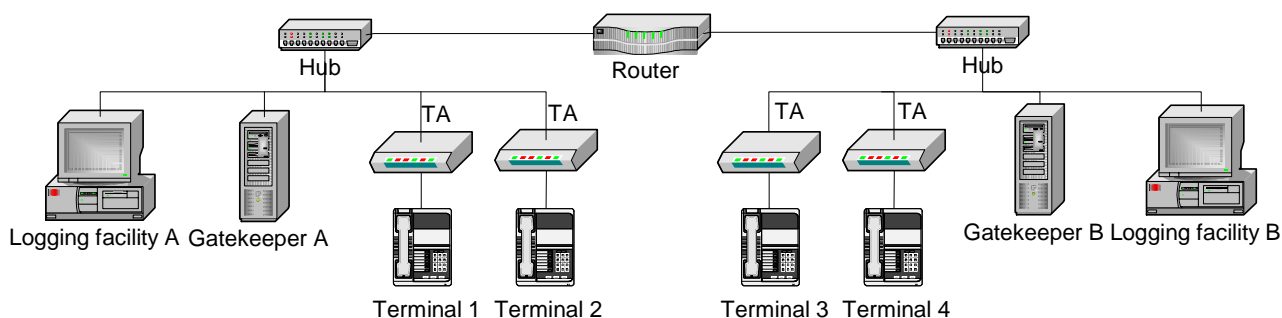 Hub
Router
Hub
TA
TA
TA
TA
Logging facility A
Gatekeeper A
Gatekeeper B
Logging facility B
Terminal 1
Terminal 2
Terminal 3
Terminal 4